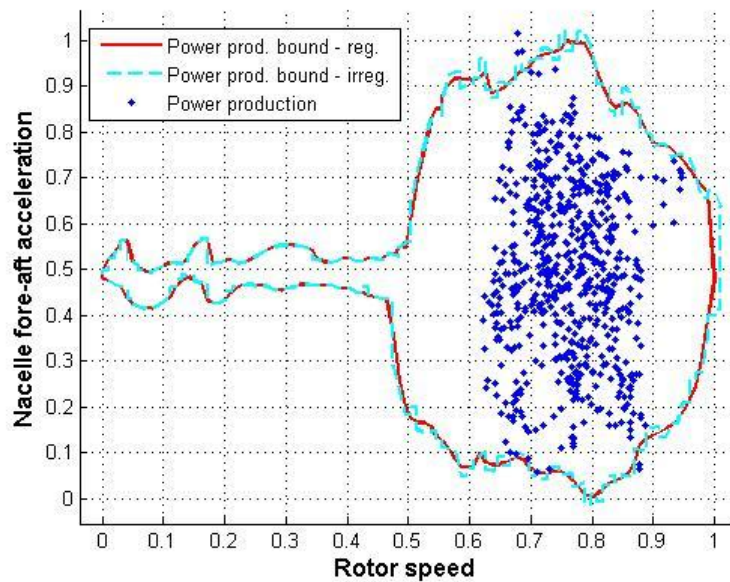 Power prod. bound - reg.
Power prod. bound - irreg.
Power production
Nacelle fore-aft acceleration
1
0.9
0.8
0.7
0.6
0.5
0.4
0.3
0.2
0.1
0
0 0.1 0.2 0.3 0.4 0.5 0.6 0.7 0.8 0.9 1
Rotor speed